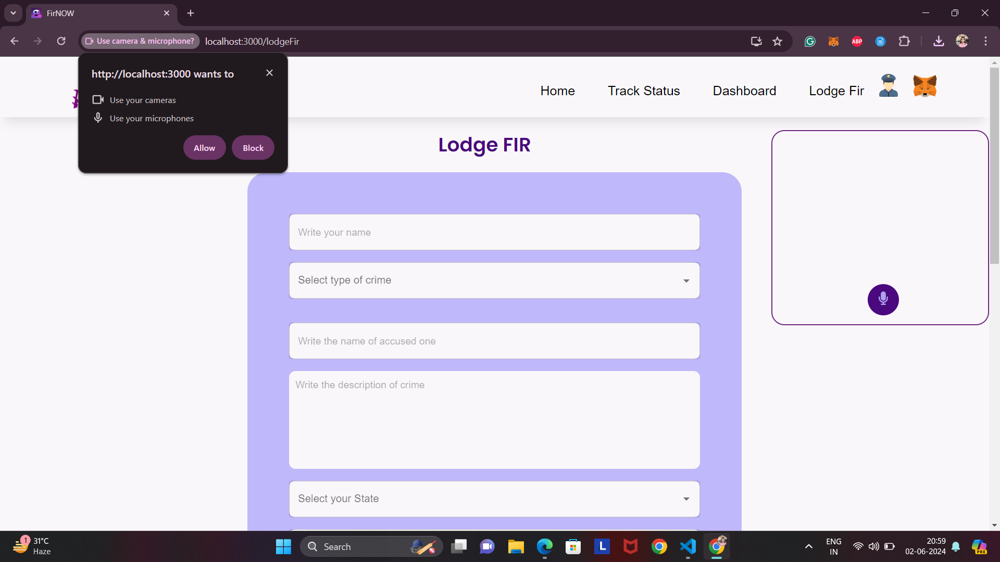 FirNOW
Use camera & microphone?
localhost:3000/lodgeFir
ABP
http://localhost:3000 wants to
Use your cameras
Use your microphones
Allow
Block
Home
Track Status
Dashboard
Lodge Fir
Lodge FIR
Write your name
Select type of crime
Write the name of accused one
Write the description of crime
Select your State
1
31°C
Haze
Search
L
ENG
IN
20:59
02-06-2024
PRE